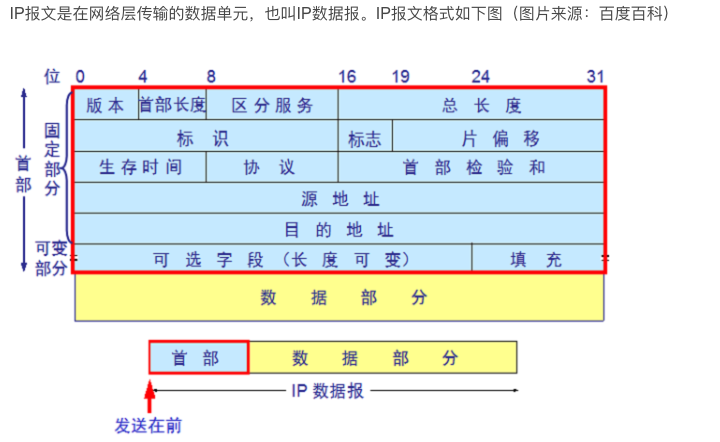 IP报文是在网络层传输的数据单元，也叫IP数据报。IP报文格式如下图（图片来源：百度百科）
位 0 4 8 16 19 24 31
版本 首部长度 区分服务 总长度
标识 标志 片偏移
生存时间 协议 首部检验和
源地址
目的地址
可选字段（长度可变） 填充
数据部分
首部
固定部分
可变部分
首部 数据部分
IP 数据报
发送在前